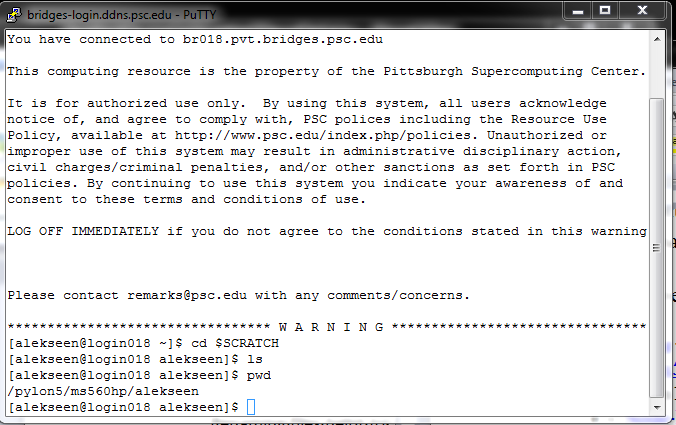 bridges-login.ddns.psc.edu - PuTTY
You have connected to br018.pvt.bridges.psc.edu
This computing resource is the property of the Pittsburgh Supercomputing Center.
It is for authorized use only.  By using this system, all users acknowledge
notice of, and agree to comply with, PSC polices including the Resource Use
Policy, available at http://www.psc.edu/index.php/policies. Unauthorized or
improper use of this system may result in administrative disciplinary action,
civil charges/criminal penalties, and/or other sanctions as set forth in PSC
policies. By continuing to use this system you indicate your awareness of and
consent to these terms and conditions of use.
LOG OFF IMMEDIATELY if you do not agree to the conditions stated in this warning
Please contact remarks@psc.edu with any comments/concerns.
********************************* W A R N I N G ********************************
[alekseen@login018 ~]$ cd $SCRATCH
[alekseen@login018 alekseen]$ ls
[alekseen@login018 alekseen]$ pwd
/pylon5/ms560hp/alekseen
[alekseen@login018 alekseen]$